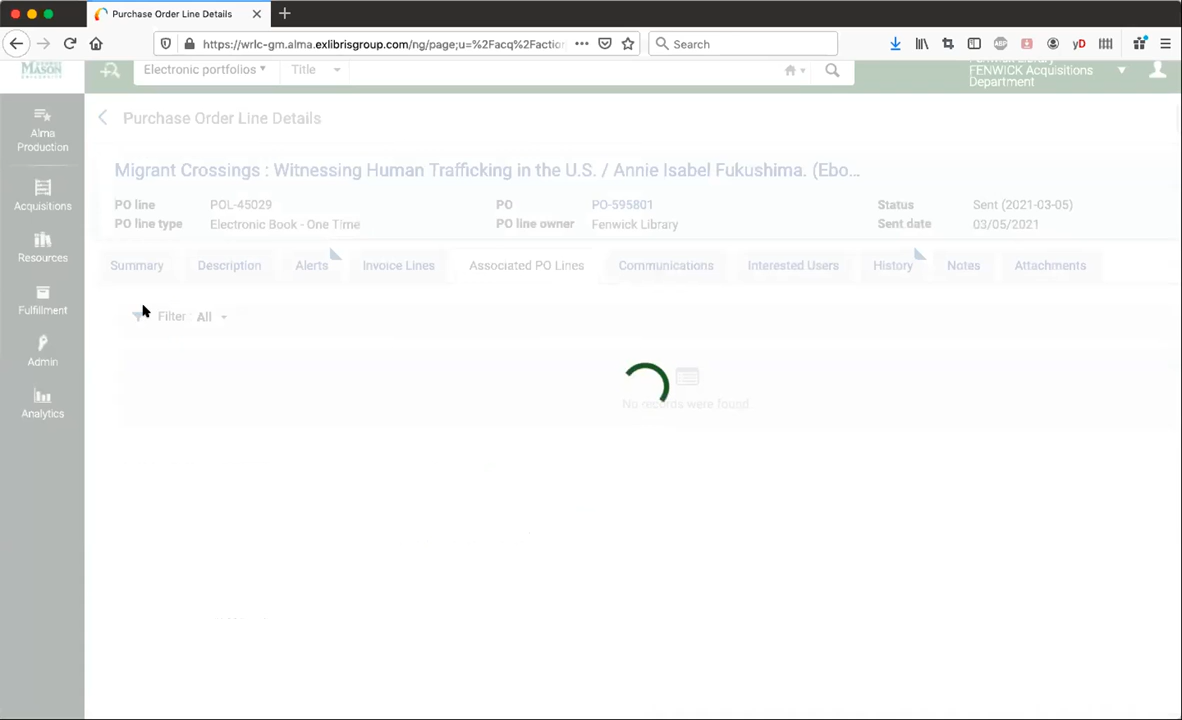 Purchase Order Line Details
https://wrlc-gm.alma.exlibrisgroup.com/ng/page;u=%2Facq%2Faction
Search
Electronic portfolios
Title
FENWICK Acquisitions
Department
Alma
Production
Acquisitions
Resources
Fulfillment
Admin
Analytics
Purchase Order Line Details
Migrant Crossings : Witnessing Human Trafficking in the U.S. / Annie Isabel Fukushima. (Ebo...
PO line POL-45029 PO PO-595801 Status Sent (2021-03-05)
PO line type Electronic Book - One Time PO line owner Fenwick Library Sent date 03/05/2021
Summary Description Alerts Invoice Lines Associated PO Lines Communications Interested Users History Notes Attachments
Filter : All
No records were found